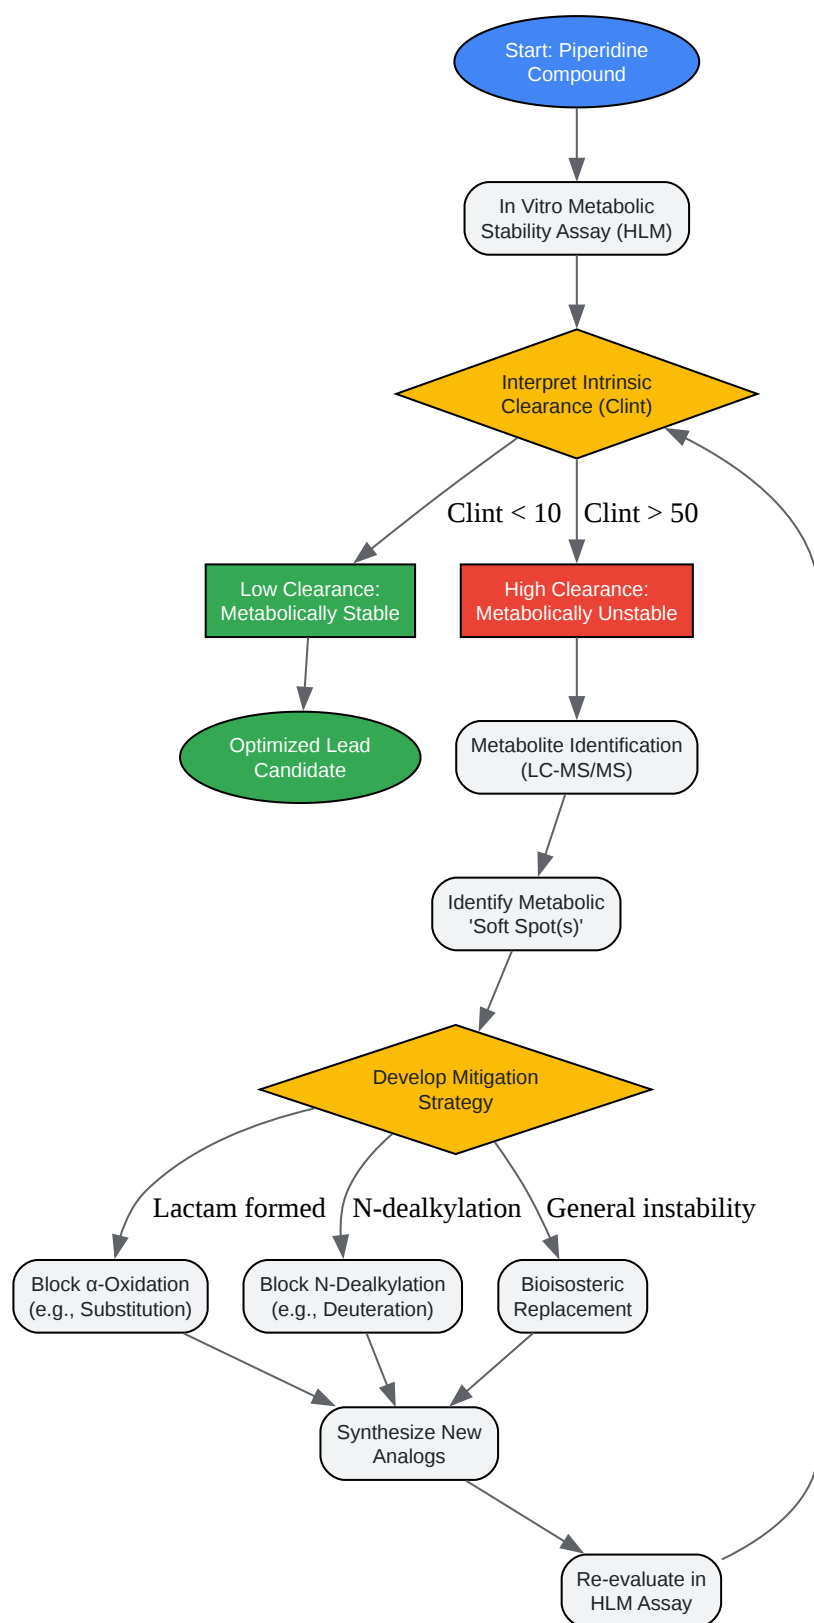 Start: Piperidine
Compound
In Vitro Metabolic
Stability Assay (HLM)
Interpret Intrinsic
Clearance (Clint)
Clint < 10
Clint > 50
Low Clearance:
Metabolically Stable
High Clearance:
Metabolically Unstable
Optimized Lead
Candidate
Metabolite Identification
(LC-MS/MS)
Identify Metabolic
'Soft Spot(s)'
Develop Mitigation
Strategy
Lactam formed
N-dealkylation
General instability
Block α-Oxidation
(e.g., Substitution)
Block N-Dealkylation
(e.g., Deuteration)
Bioisosteric
Replacement
Synthesize New
Analogs
Re-evaluate in
HLM Assay